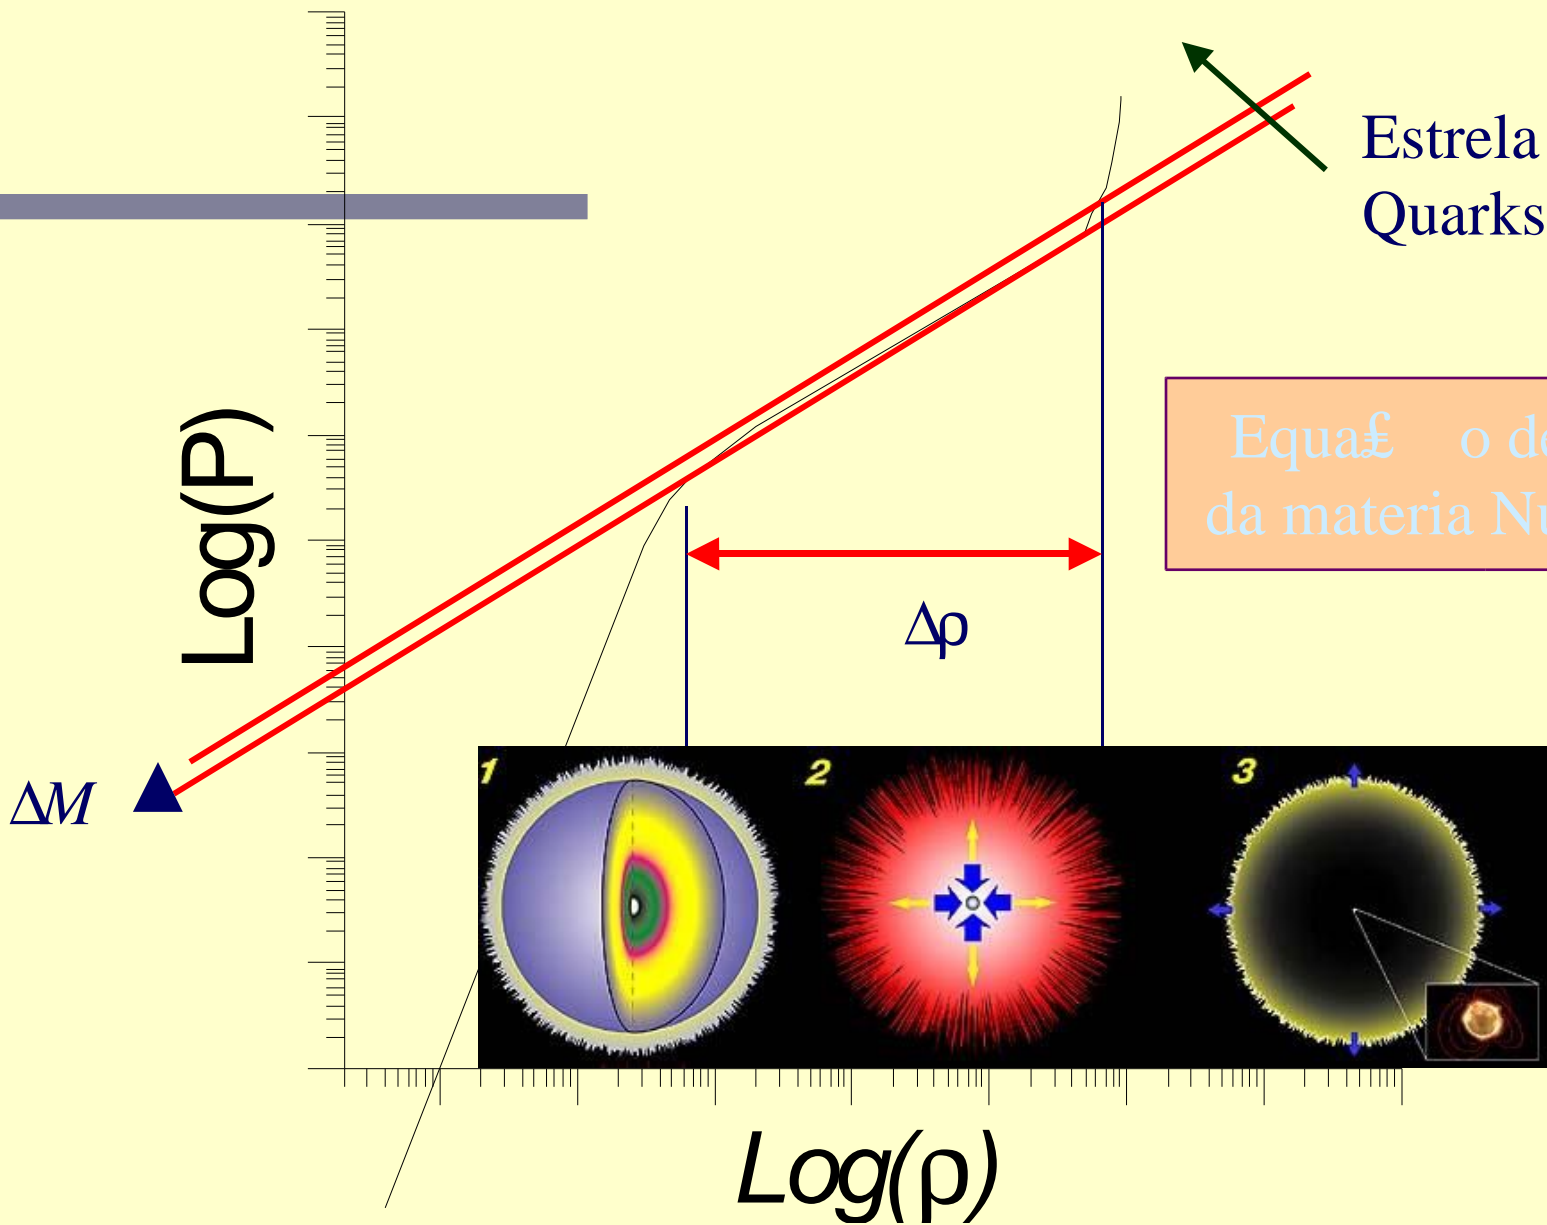 Estrela
Quarks
Log(P)
Equa₤ o de
da materia Nu
Δρ
ΔM
1 2 3
Log(ρ)